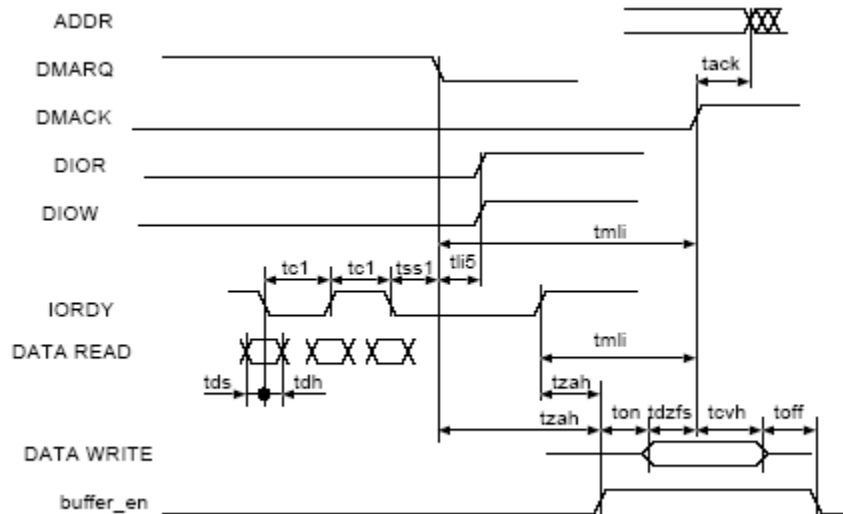 ADDR
DMARQ
tack
DMACK
DIOR
DIOW
tmli
tc1 tc1 tss1 tli5
IORDY
DATA READ
tmli
tds tdh
tzah
tzah ton tdzfs tcvh toff
DATA WRITE
buffer_en